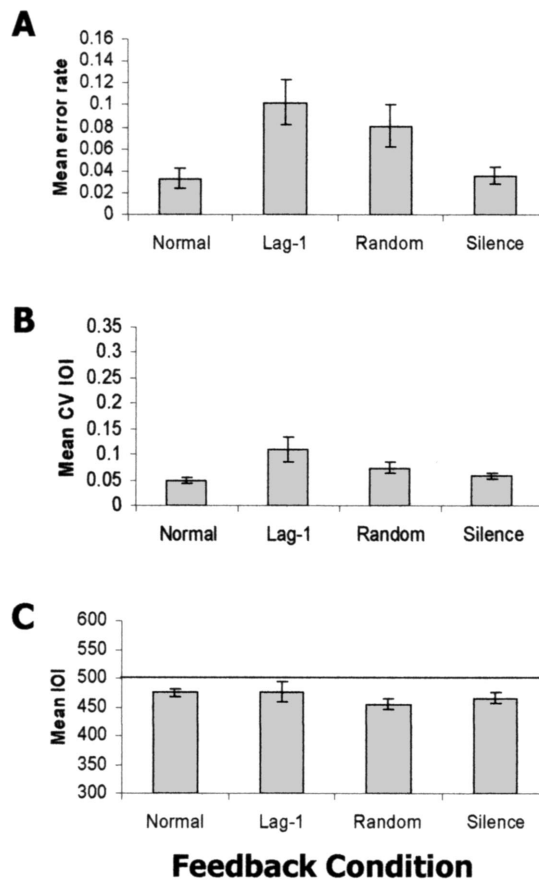 A
Mean error rate
0.16
0.14
0.12
0.1
0.08
0.06
0.04
0.02
0
Normal Lag-1 Random Silence
B
Mean CV IOI
0.35
0.3
0.25
0.2
0.15
0.1
0.05
0
Normal Lag-1 Random Silence
C
Mean IOI
600
550
500
450
400
350
300
Normal Lag-1 Random Silence
Feedback Condition